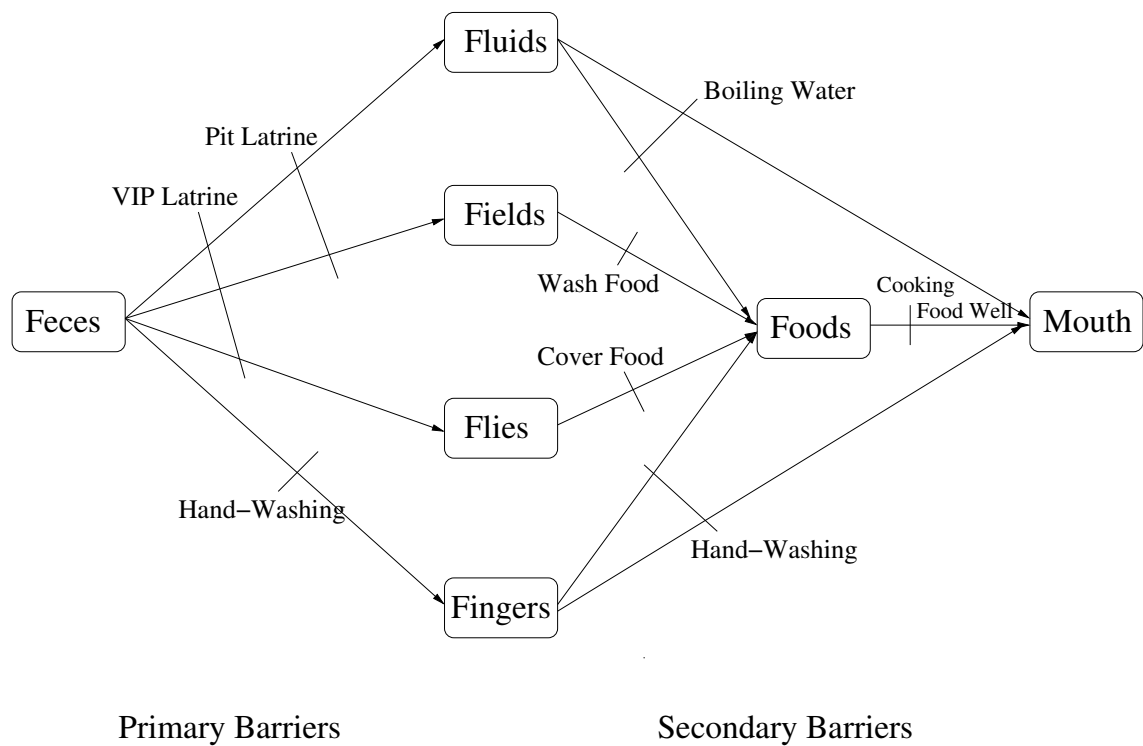 Fluids
Boiling Water
Pit Latrine
VIP Latrine
Fields
Wash Food
Cooking
Food Well
Feces
Foods
Mouth
Cover Food
Flies
Hand−Washing
Hand−Washing
Fingers
Primary Barriers
Secondary Barriers